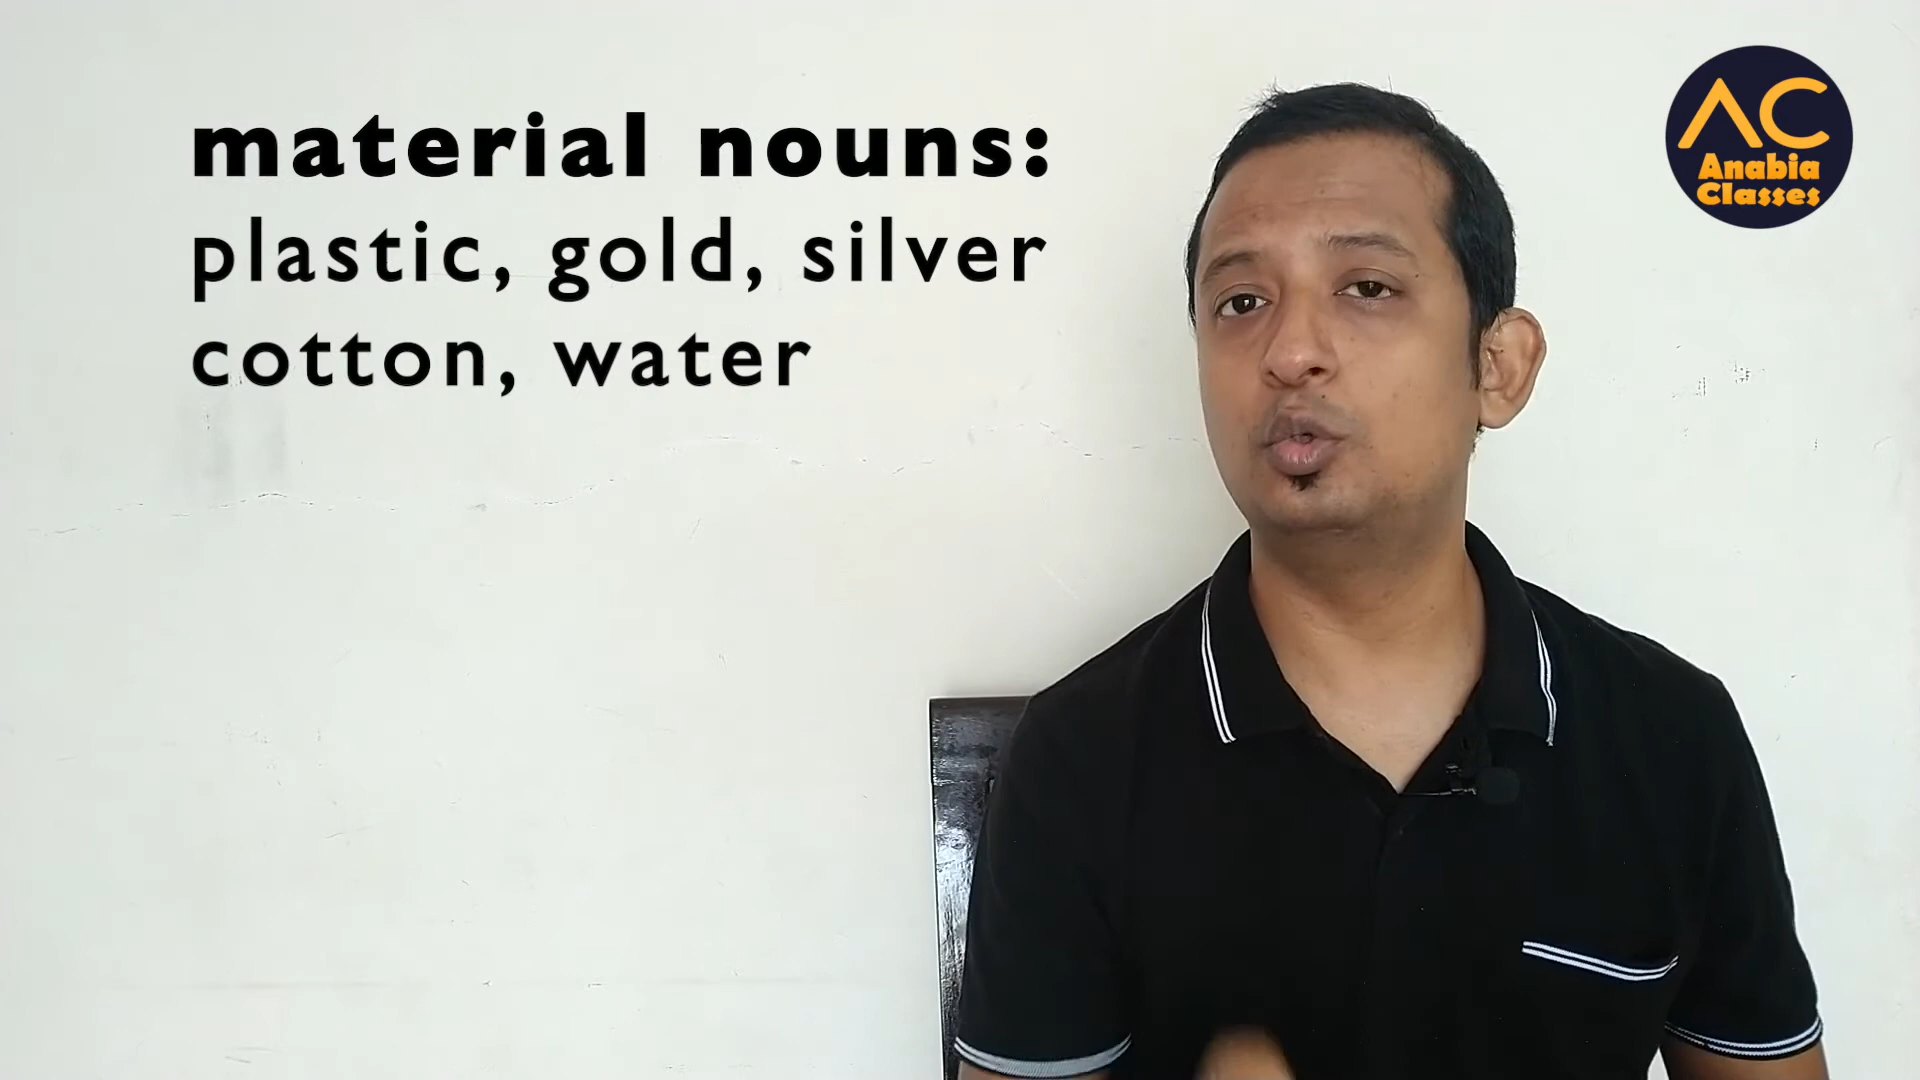 material nouns:
plastic, gold, silver
cotton, water
AC
Anabia
Classes